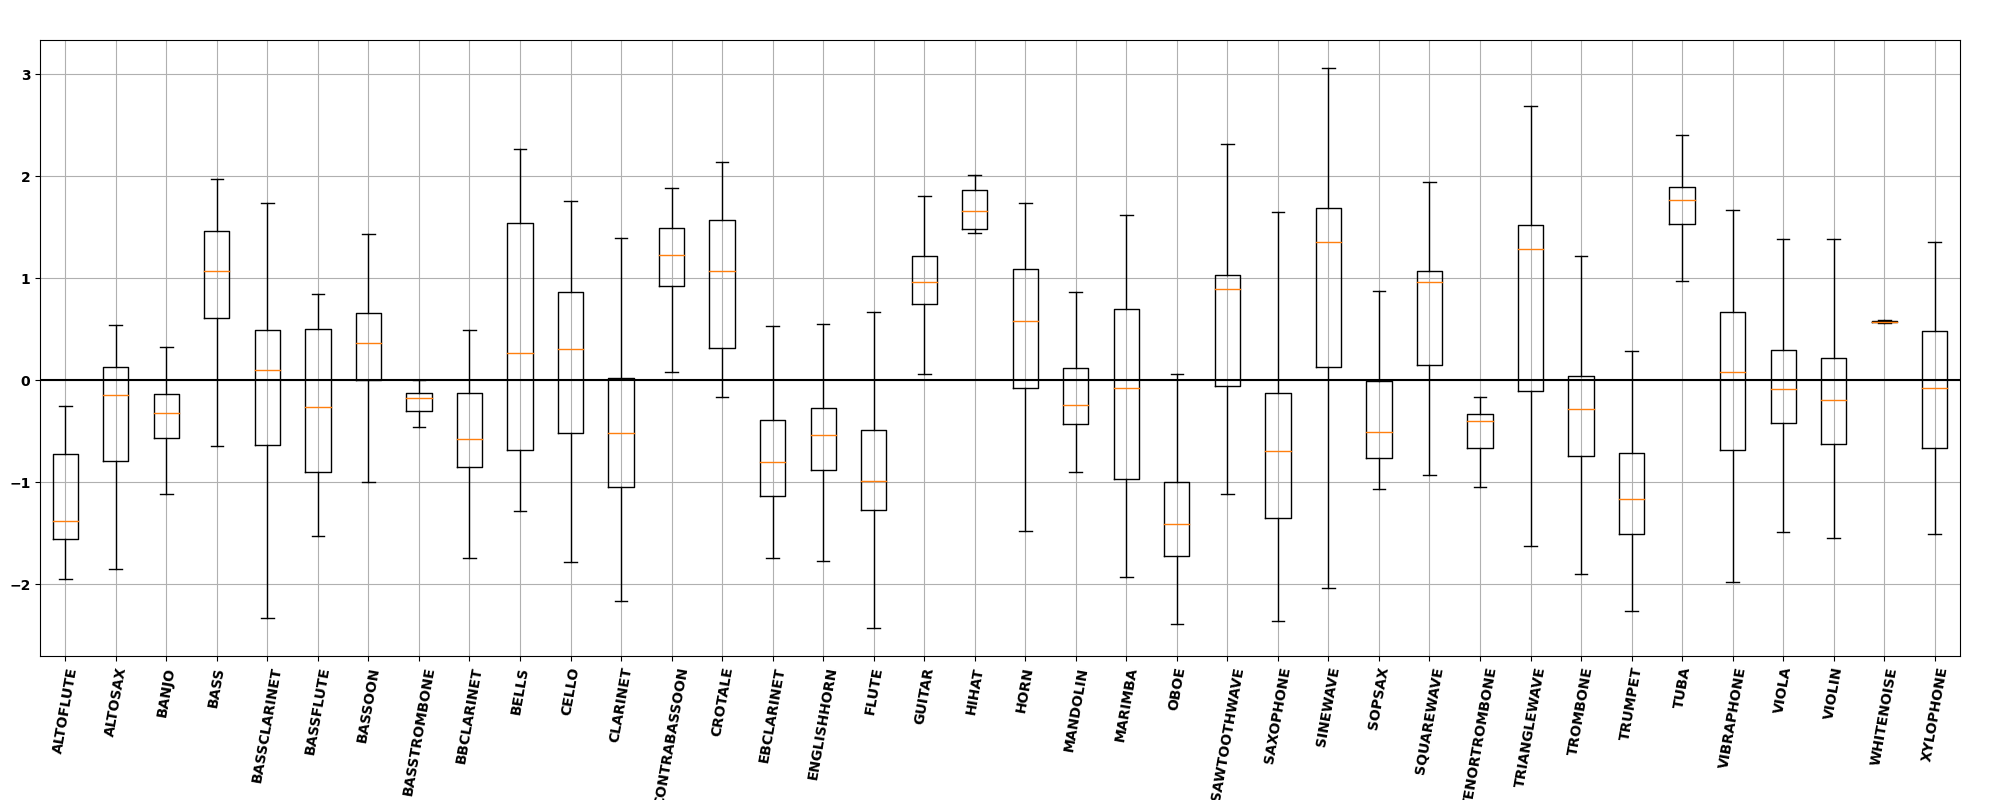 3
2
1
0
−1
−2
ALTOFLUTE
ALTOSAX
BANJO
BASS
BASSCLARINET
BASSFLUTE
BASSOON
BASSTROMBONE
BBCLARINET
BELLS
CELLO
CLARINET
CONTRABASSOON
CROTALE
EBCLARINET
ENGLISHHORN
FLUTE
GUITAR
HIHAT
HORN
MANDOLIN
MARIMBA
OBOE
SAWTOOTHWAVE
SAXOPHONE
SINEWAVE
SOPSAX
SQUAREWAVE
ENORTROMBONE
TRIANGLEWAVE
TROMBONE
TRUMPET
TUBA
VIBRAPHONE
VIOLA
VIOLIN
WHITENOISE
XYLOPHONE